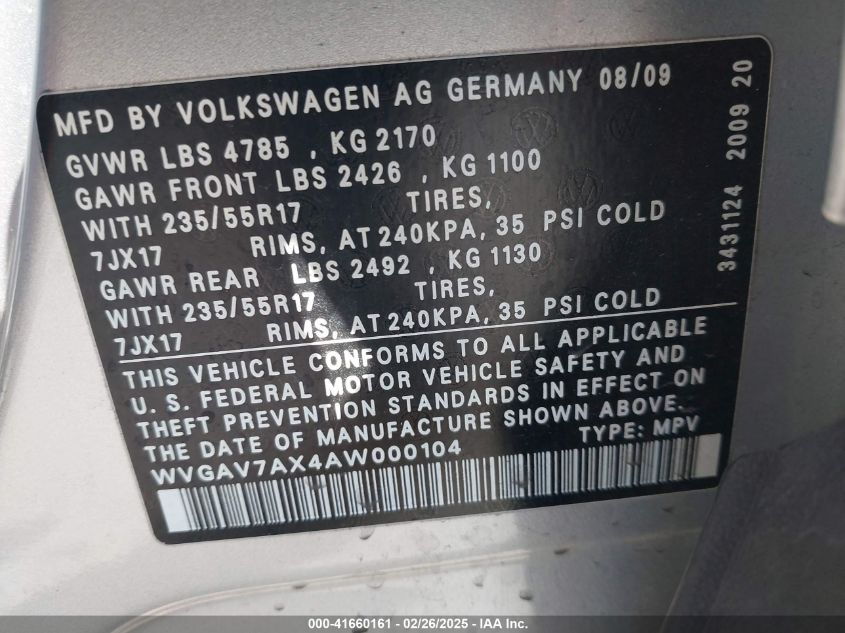 MFD BY VOLKSWAGEN AG GERMANY 08/09
GVWR LBS 4785 , KG 2170
GAWR FRONT LBS 2426 , KG 1100
WITH 235/55R17 TIRES,
7JX17 RIMS, AT 240KPA, 35 PSI COLD
GAWR REAR LBS 2492 , KG 1130
WITH 235/55R17 TIRES,
7JX17 RIMS, AT 240KPA, 35 PSI COLD
THIS VEHICLE CONFORMS TO ALL APPLICABLE
U. S. FEDERAL MOTOR VEHICLE SAFETY AND
THEFT PREVENTION STANDARDS IN EFFECT ON
THE DATE OF MANUFACTURE SHOWN ABOVE.
WVGAV7AX4AW000104 TYPE: MPV
3431124 2009 20
000-41660161 - 02/26/2025 - IAA Inc.